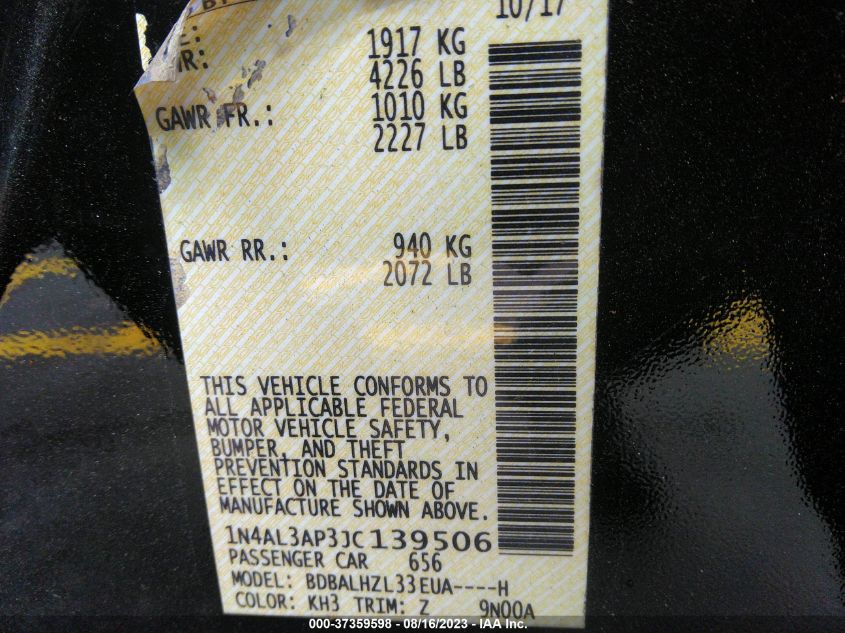 10/17
1917 KG
4226 LB
GAWR FR.: 1010 KG
2227 LB
GAWR RR.: 940 KG
2072 LB
THIS VEHICLE CONFORMS TO
ALL APPLICABLE FEDERAL
MOTOR VEHICLE SAFETY,
BUMPER, AND THEFT
PREVENTION STANDARDS IN
EFFECT ON THE DATE OF
MANUFACTURE SHOWN ABOVE.
1N4AL3AP3JC139506
PASSENGER CAR 656
MODEL: BDBALHZL33EUA----H
COLOR: KH3 TRIM: Z 9N00A
000-37359598 - 08/16/2023 - IAA Inc.